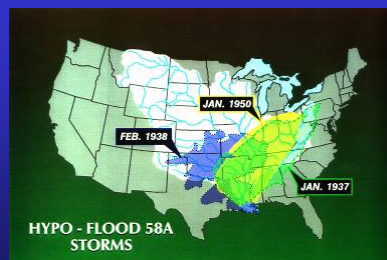 JAN. 1950
FEB. 1938
JAN. 1937
HYPO - FLOOD 58A
STORMS